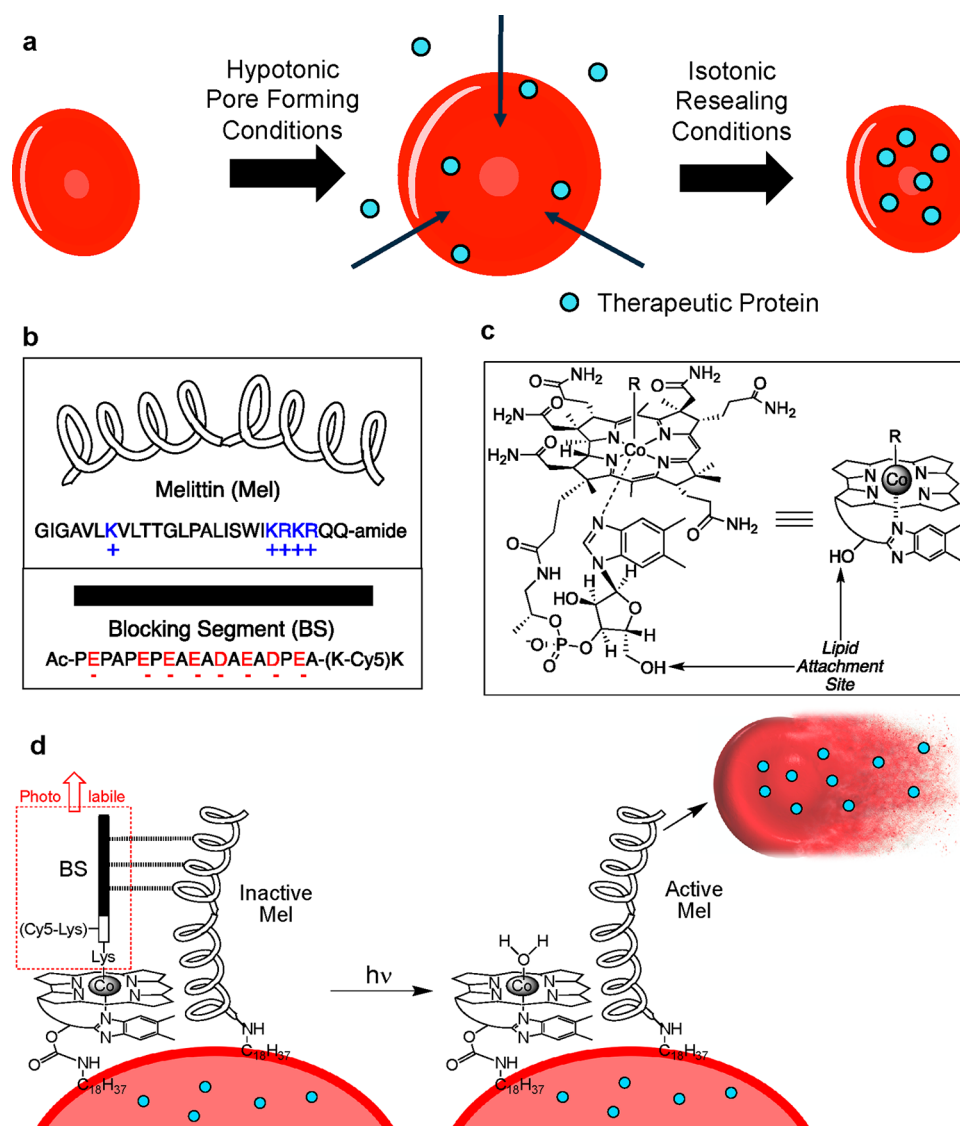 a
Hypotonic
Pore Forming
Conditions
Isotonic
Resealing
Conditions
Therapeutic Protein
b
Melittin (Mel)
GIGAVLKVLTTGLPALISWIKRKRQQ-amide
+ ++++
Blocking Segment (BS)
Ac-PEPAPEPEAEADAEADPEA-(K-Cy5)K
- - - - - - - -
c
R
NH2
O
NH2
O
O
NH2
O
H2N
O
H2N
O
H2N
H
N
N
N
N
Co
O
NH2
N
N
O
HN
HO
H
H
O
H
H
O
-O
P
O
O
OH
R
Co
N
N
N
N
N
N
HO
Lipid
Attachment
Site
d
Photo labile
BS
(Cy5-Lys)
Lys
Co
N
N
N
N
N
N
O
O
NH
C18H37
Inactive
Mel
NH
C18H37
hν
H H
O
Co
N
N
N
N
N
N
O
O
NH
C18H37
Active
Mel
NH
C18H37